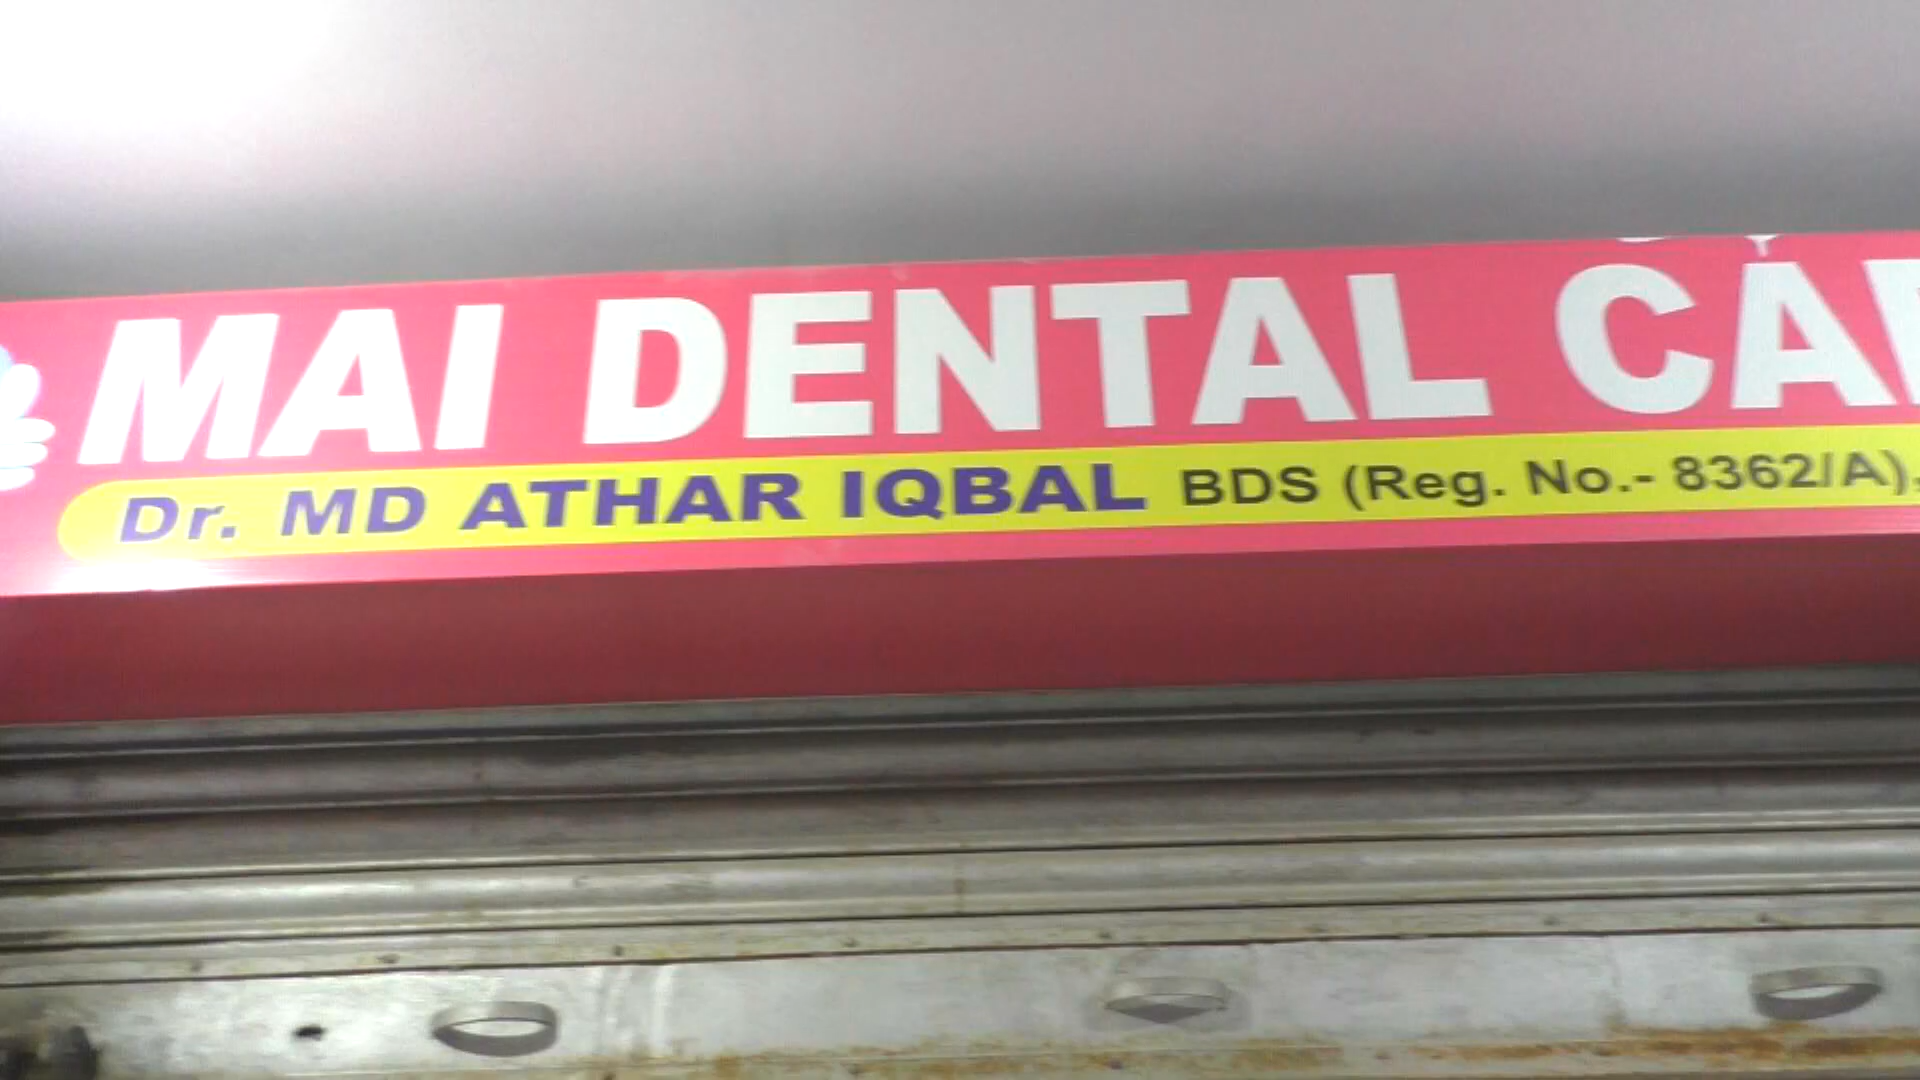 MAI DENTAL
Dr. MD ATHAR IQBAL BDS (Reg. No.- 8362/A),